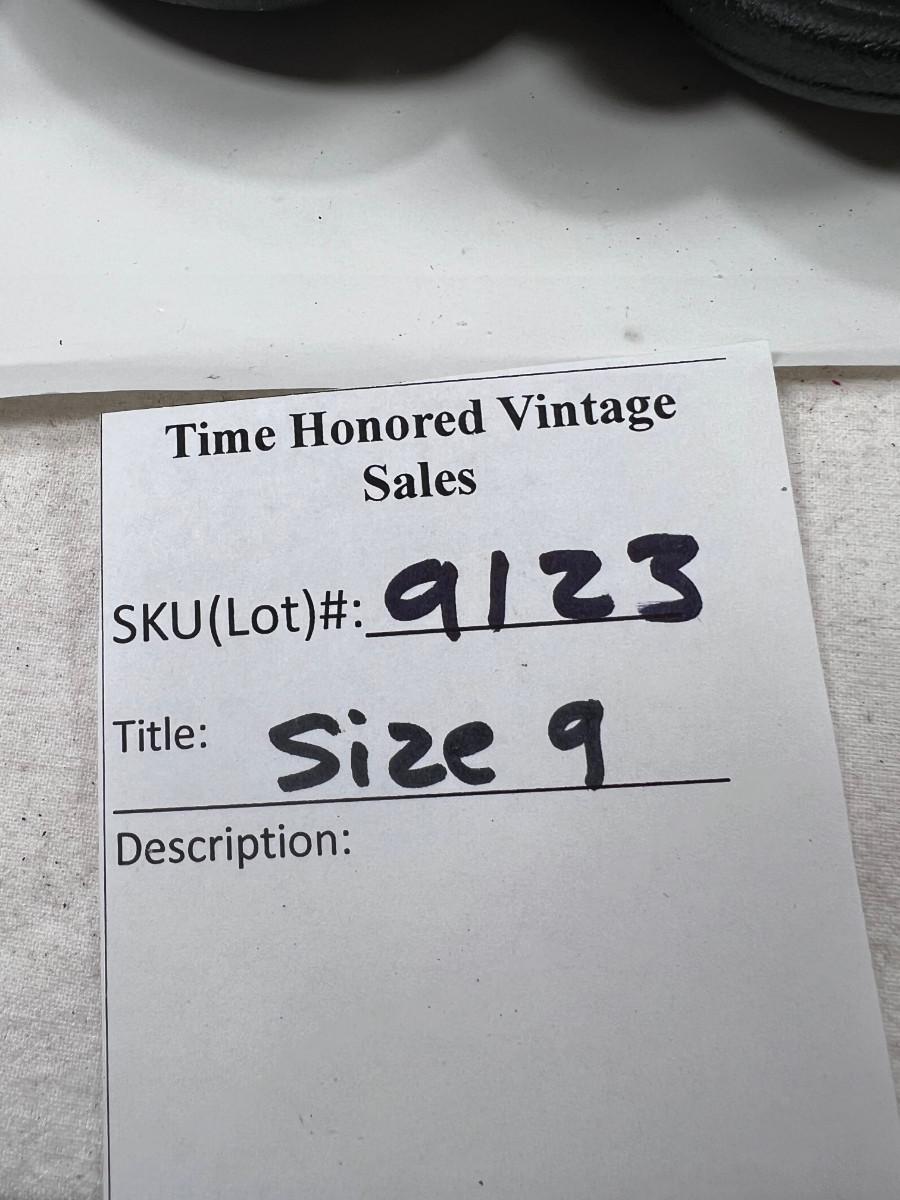 Time Honored Vintage
Sales
SKU(Lot)#: 9123
Title: Size 9
Description: